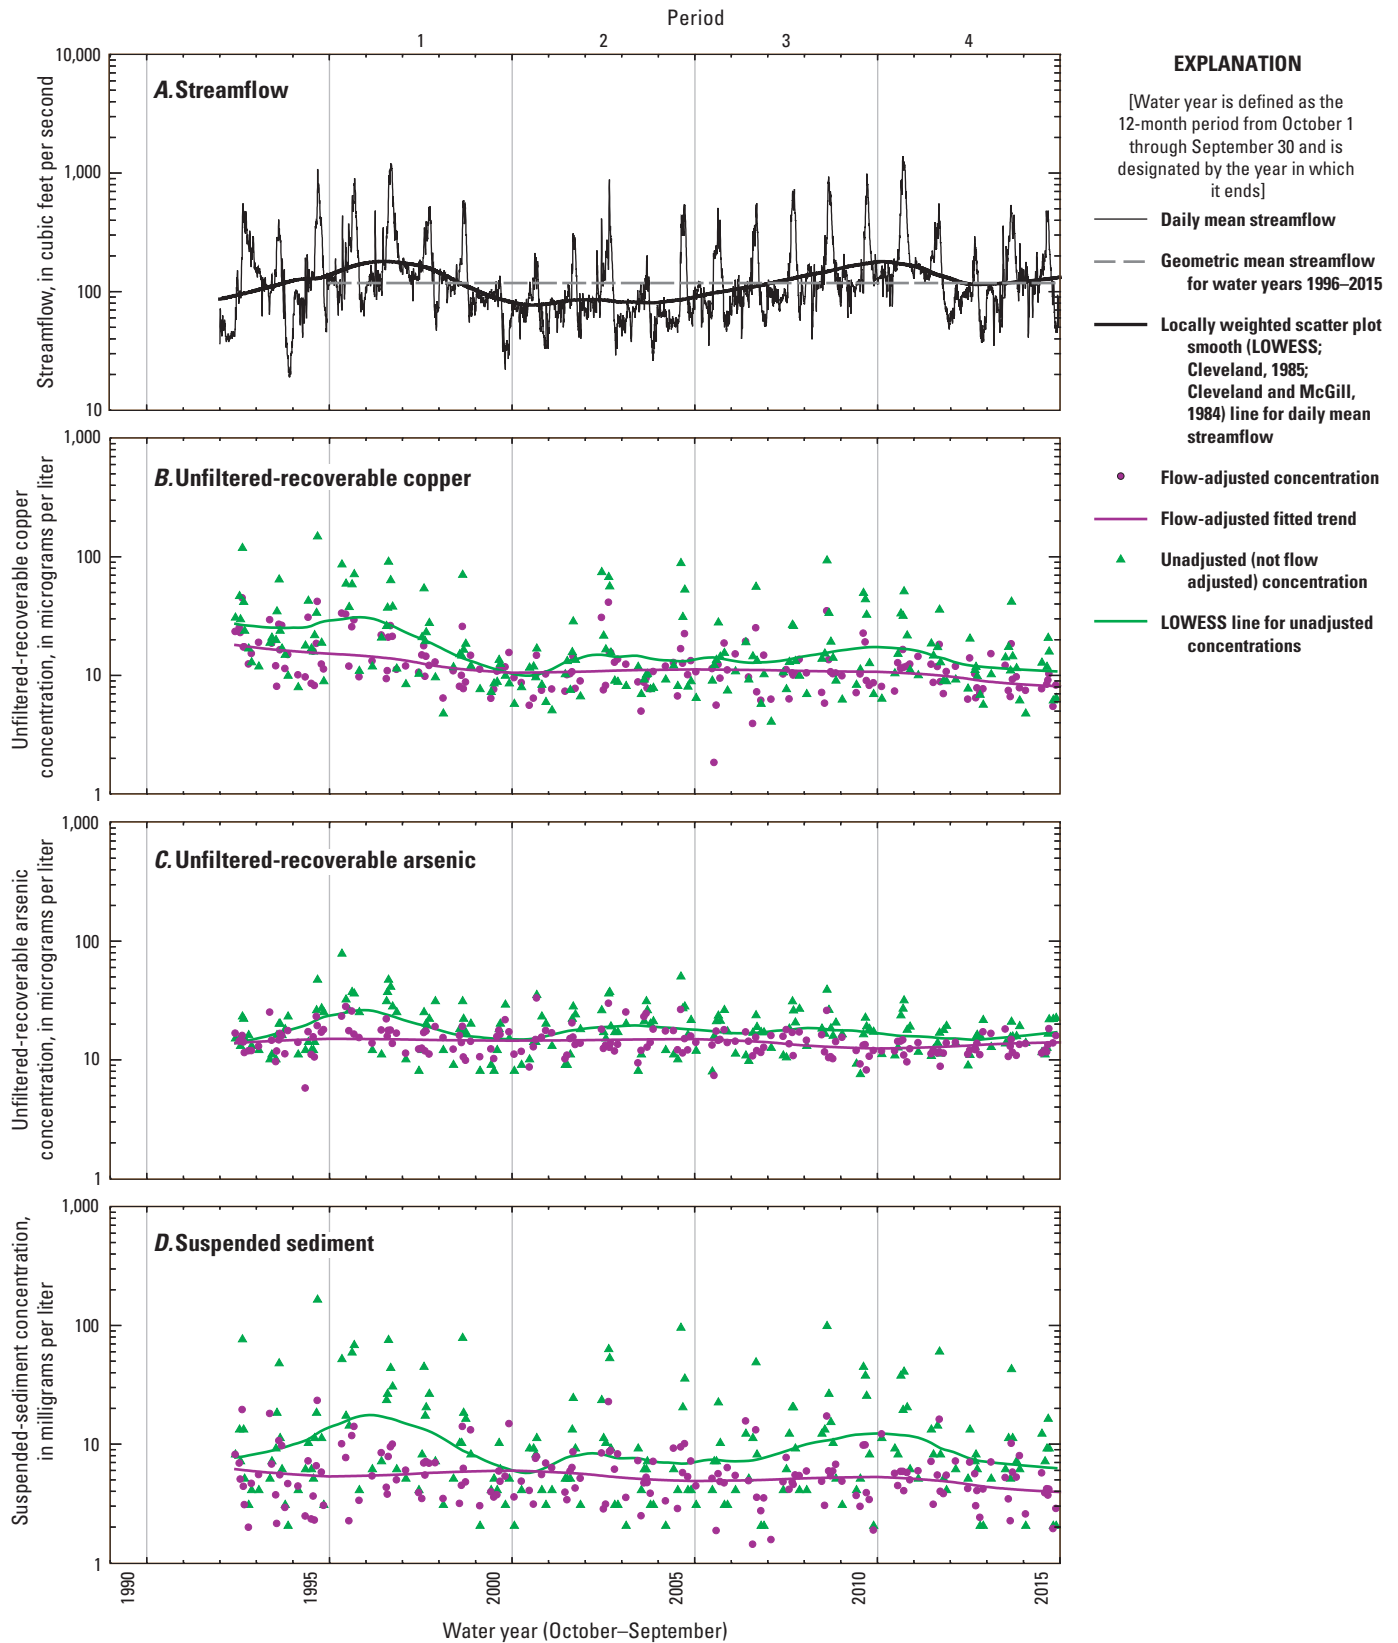 Period
1 2 3 4
10,000
1,000
100
10
Streamflow, in cubic feet per second
A. Streamflow
1,000
100
10
1
Unfiltered-recoverable copper
concentration, in micrograms per liter
B. Unfiltered-recoverable copper
1,000
100
10
1
Unfiltered-recoverable arsenic
concentration, in micrograms per liter
C. Unfiltered-recoverable arsenic
1,000
100
10
1
Suspended-sediment concentration,
in milligrams per liter
D. Suspended sediment
1990 1995 2000 2005 2010 2015
Water year (October–September)
EXPLANATION
[Water year is defined as the
12-month period from October 1
through September 30 and is
designated by the year in which
it ends]
Daily mean streamflow
Geometric mean streamflow
for water years 1996–2015
Locally weighted scatter plot
smooth (LOWESS;
Cleveland, 1985;
Cleveland and McGill,
1984) line for daily mean
streamflow
Flow-adjusted concentration
Flow-adjusted fitted trend
Unadjusted (not flow
adjusted) concentration
LOWESS line for unadjusted
concentrations